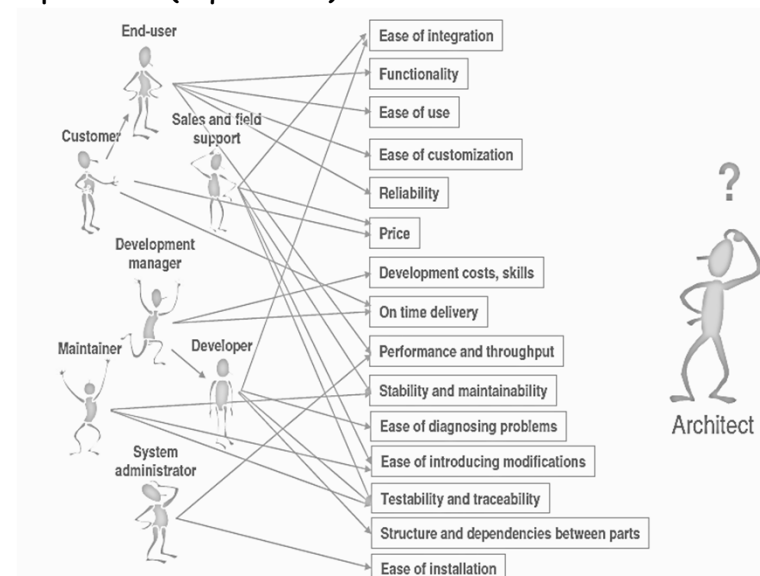 End-user
Customer
Sales and field
support
Development
manager
Maintainer
Developer
System
administrator
Ease of integration
Functionality
Ease of use
Ease of customization
Reliability
Price
Development costs, skills
On time delivery
Performance and throughput
Stability and maintainability
Ease of diagnosing problems
Ease of introducing modifications
Testability and traceability
Structure and dependencies between parts
Ease of installation
?
Architect